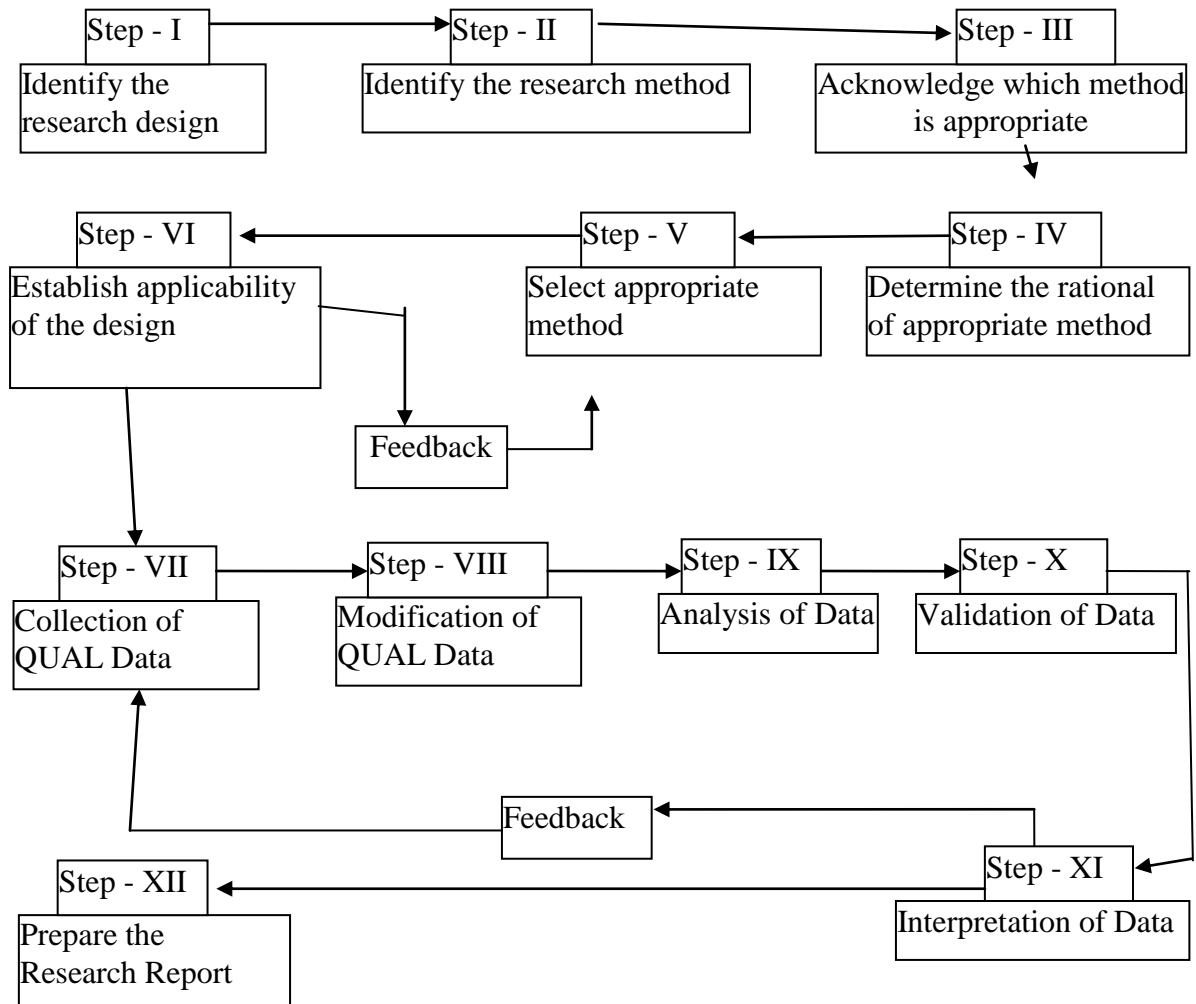 Step - I
Identify the
research design
Step - II
Identify the research method
Step - III
Acknowledge which method
is appropriate
Step - IV
Determine the rational
of appropriate method
Step - V
Select appropriate
method
Step - VI
Establish applicability
of the design
Feedback
Step - VII
Collection of
QUAL Data
Step - VIII
Modification of
QUAL Data
Step - IX
Analysis of Data
Step - X
Validation of Data
Step - XI
Interpretation of Data
Feedback
Step - XII
Prepare the
Research Report